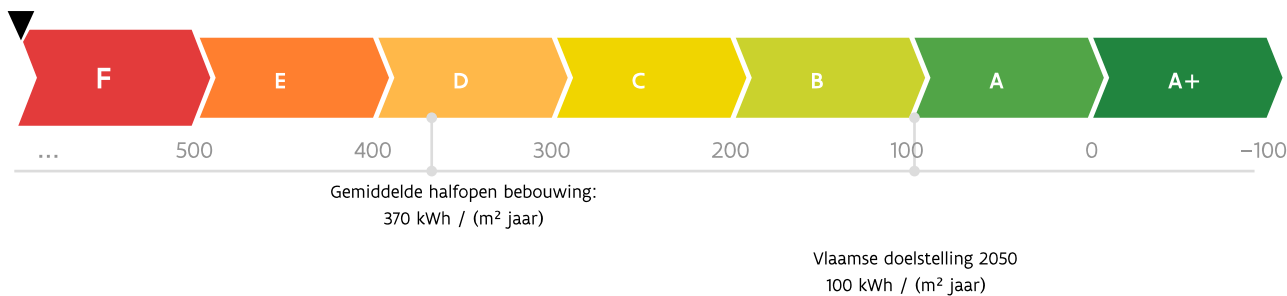 F E D C B A A+
... 500 400 300 200 100 0 −100
Gemiddelde halfopen bebouwing:
370 kWh / (m² jaar)
Vlaamse doelstelling 2050
100 kWh / (m² jaar)